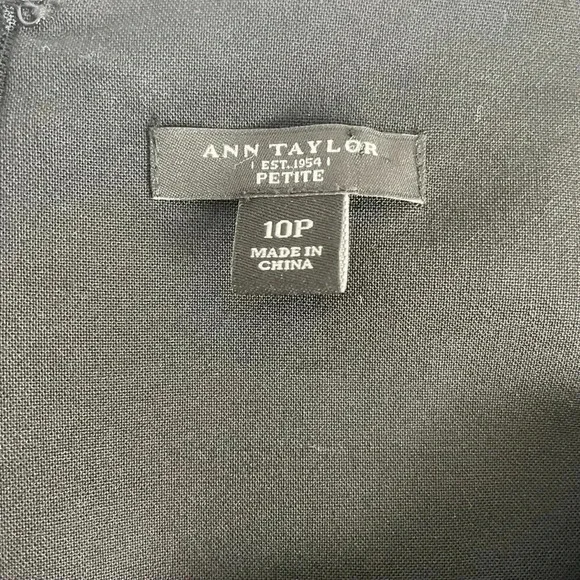 ANN TAYLOR
EST. 1954
PETITE
10P
MADE IN
CHINA